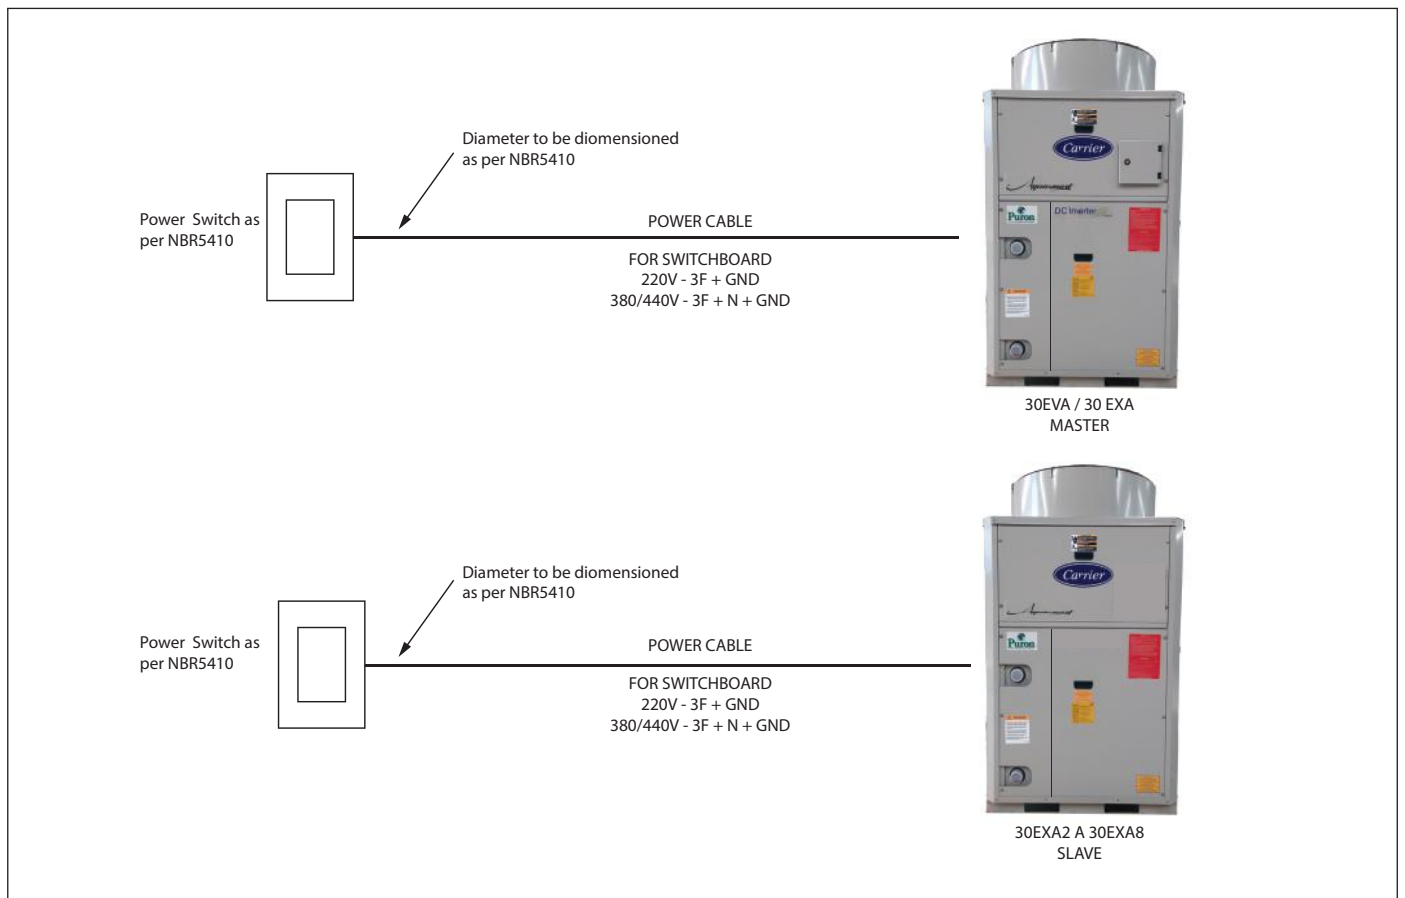 Diameter to be diomensioned
as per NBR5410
Power Switch as
per NBR5410
POWER CABLE
FOR SWITCHBOARD
220V - 3F + GND
380/440V - 3F + N + GND
Carrier
Aquasmart
Puron
DC Inverter
30EVA / 30 EXA
MASTER
Diameter to be diomensioned
as per NBR5410
Power Switch as
per NBR5410
POWER CABLE
FOR SWITCHBOARD
220V - 3F + GND
380/440V - 3F + N + GND
Carrier
Aquasmart
Puron
30EXA2 A 30EXA8
SLAVE